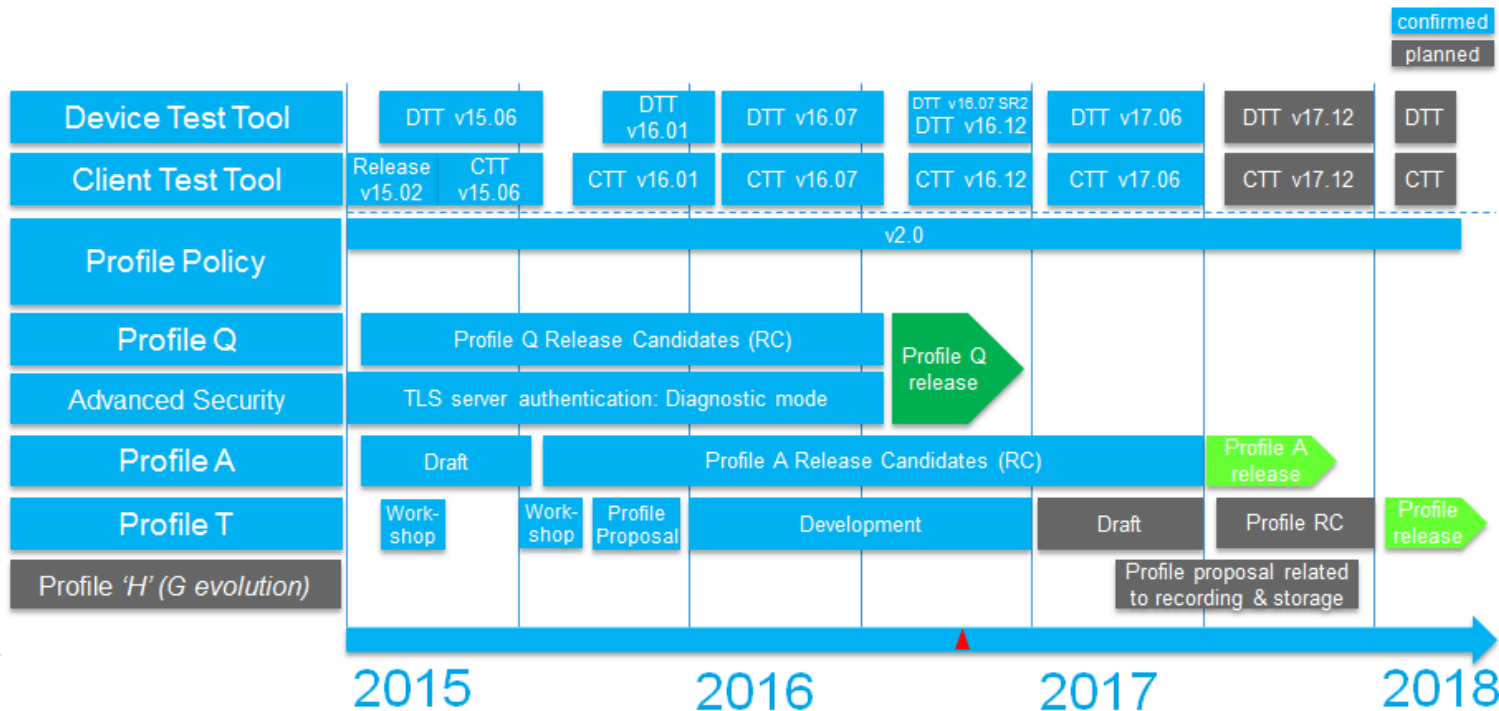 confirmed
planned
Device Test Tool
DTT v15.06
DTT
v16.01
DTT v16.07
DTT v16.07 SR2
DTT v16.12
DTT v17.06
DTT v17.12
DTT
Client Test Tool
Release
v15.02
CTT
v15.06
CTT v16.01
CTT v16.07
CTT v16.12
CTT v17.06
CTT v17.12
CTT
Profile Policy
v2.0
Profile Q
Profile Q Release Candidates (RC)
Profile Q
release
Advanced Security
TLS server authentication: Diagnostic mode
Profile A
Draft
Profile A Release Candidates (RC)
Profile A
release
Profile T
Work-
shop
Work-
shop
Profile
Proposal
Development
Draft
Profile RC
Profile
release
Profile 'H' (G evolution)
Profile proposal related
to recording & storage
2015
2016
2017
2018